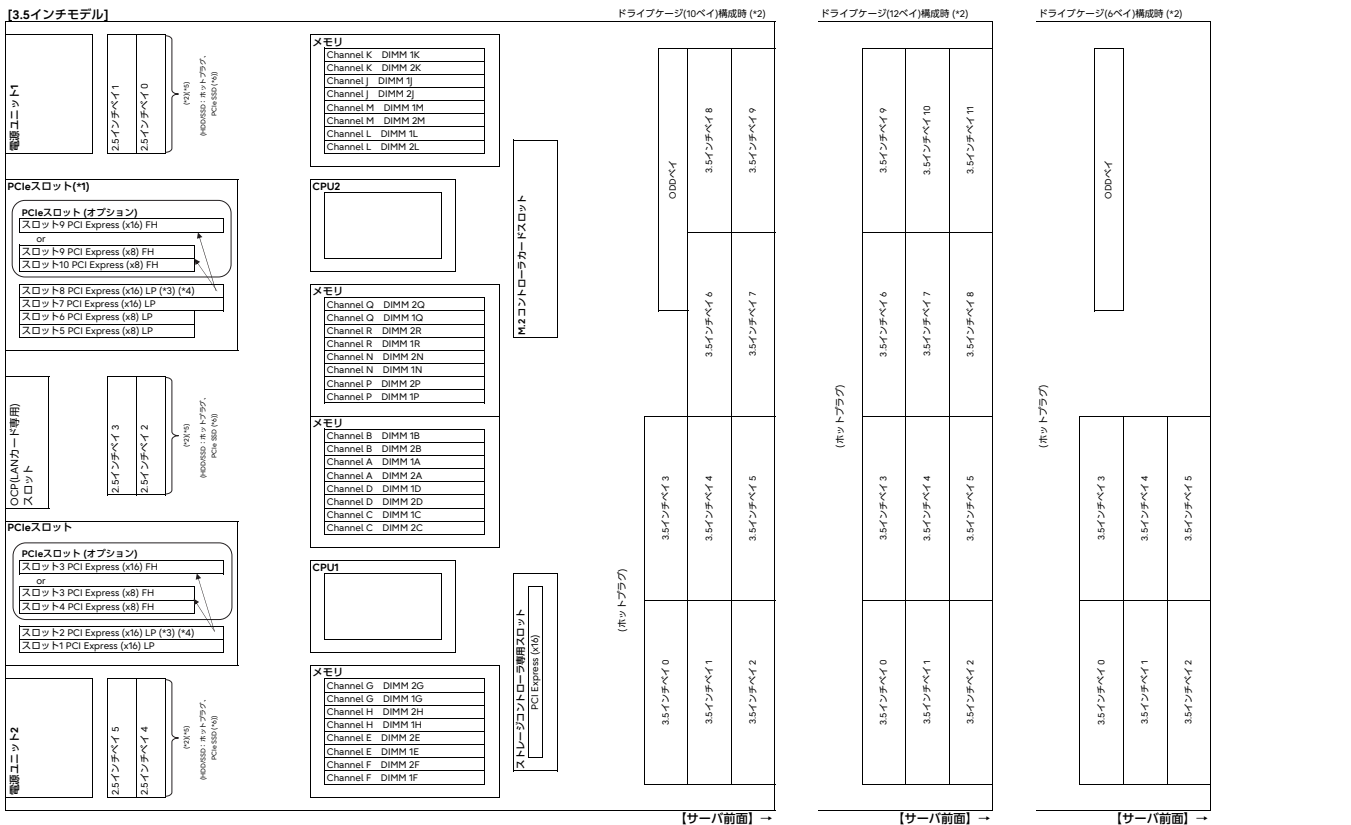 [3.5インチモデル]
電源ユニット1
2.5インチベイ 1
2.5インチベイ 0
(*2)(*5)
(HDD/SSD：ホットプラグ、
PCIe SSD (*6))
PCIeスロット(*1)
PCIeスロット (オプション)
スロット9 PCI Express (x16) FH
or
スロット9 PCI Express (x8) FH
スロット10 PCI Express (x8) FH
スロット8 PCI Express (x16) LP (*3) (*4)
スロット7 PCI Express (x16) LP
スロット6 PCI Express (x8) LP
スロット5 PCI Express (x8) LP
OCP(LANカード専用)
スロット
2.5インチベイ 3
2.5インチベイ 2
(*2)(*5)
(HDD/SSD：ホットプラグ、
PCIe SSD (*6))
PCIeスロット
PCIeスロット (オプション)
スロット3 PCI Express (x16) FH
or
スロット3 PCI Express (x8) FH
スロット4 PCI Express (x8) FH
スロット2 PCI Express (x16) LP (*3) (*4)
スロット1 PCI Express (x16) LP
電源ユニット2
2.5インチベイ 5
2.5インチベイ 4
(*2)(*5)
(HDD/SSD：ホットプラグ、
PCIe SSD (*6))
メモリ
Channel K DIMM 1K
Channel K DIMM 2K
Channel J DIMM 1J
Channel J DIMM 2J
Channel M DIMM 1M
Channel M DIMM 2M
Channel L DIMM 1L
Channel L DIMM 2L
CPU2
メモリ
Channel Q DIMM 2Q
Channel Q DIMM 1Q
Channel R DIMM 2R
Channel R DIMM 1R
Channel N DIMM 2N
Channel N DIMM 1N
Channel P DIMM 2P
Channel P DIMM 1P
メモリ
Channel B DIMM 1B
Channel B DIMM 2B
Channel A DIMM 1A
Channel A DIMM 2A
Channel D DIMM 1D
Channel D DIMM 2D
Channel C DIMM 1C
Channel C DIMM 2C
CPU1
メモリ
Channel G DIMM 2G
Channel G DIMM 1G
Channel H DIMM 2H
Channel H DIMM 1H
Channel E DIMM 2E
Channel E DIMM 1E
Channel F DIMM 2F
Channel F DIMM 1F
M.2 コントローラカードスロット
ストレージコントローラ専用スロット
PCI Express (x16)
ドライブケージ(10ベイ)構成時 (*2)
ODDベイ
3.5インチベイ 8
3.5インチベイ 9
3.5インチベイ 6
3.5インチベイ 7
3.5インチベイ 3
3.5インチベイ 4
3.5インチベイ 5
(ホットプラグ)
3.5インチベイ 0
3.5インチベイ 1
3.5インチベイ 2
【サーバ前面】→
ドライブケージ(12ベイ)構成時 (*2)
3.5インチベイ 9
3.5インチベイ 10
3.5インチベイ 11
3.5インチベイ 6
3.5インチベイ 7
3.5インチベイ 8
(ホットプラグ)
3.5インチベイ 3
3.5インチベイ 4
3.5インチベイ 5
3.5インチベイ 0
3.5インチベイ 1
3.5インチベイ 2
【サーバ前面】→
ドライブケージ(6ベイ)構成時 (*2)
ODDベイ
(ホットプラグ)
3.5インチベイ 3
3.5インチベイ 4
3.5インチベイ 5
3.5インチベイ 0
3.5インチベイ 1
3.5インチベイ 2
【サーバ前面】→